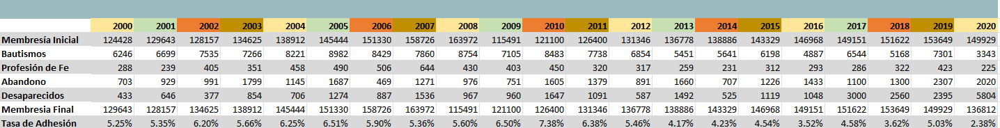 2000 2001 2002 2003 2004 2005 2006 2007 2008 2009 2010 2011 2012 2013 2014 2015 2016 2017 2018 2019 2020
Membresía Inicial 124428 129643 128157 134625 138912 145444 151330 158726 163972 115491 121100 126400 131346 136778 138886 143329 146968 149151 151622 153649 149929
Bautismos 6246 6699 7535 7266 8221 8982 8429 7860 8754 7105 8483 7738 6854 5451 5641 6198 4887 6544 5168 7301 3343
Profesión de Fe 288 239 405 351 458 490 506 644 430 403 450 320 317 259 231 312 293 286 322 423 225
Abandono 703 929 991 1799 1145 1687 469 1271 976 751 1605 1379 891 1660 707 1226 1433 1100 1300 2307 2020
Desaparecidos 433 646 377 854 706 1274 887 1536 967 960 1647 1091 587 1492 525 1119 1048 3000 2560 2395 5804
Membresia Final 129643 128157 134625 138912 145444 151330 158726 163972 115491 121100 126400 131346 136778 138886 143329 146968 149151 151622 153649 149929 136812
Tasa de Adhesión 5.25% 5.35% 6.20% 5.66% 6.25% 6.51% 5.90% 5.36% 5.60% 6.50% 7.38% 6.38% 5.46% 4.17% 4.23% 4.54% 3.52% 4.58% 3.62% 5.03% 2.38%